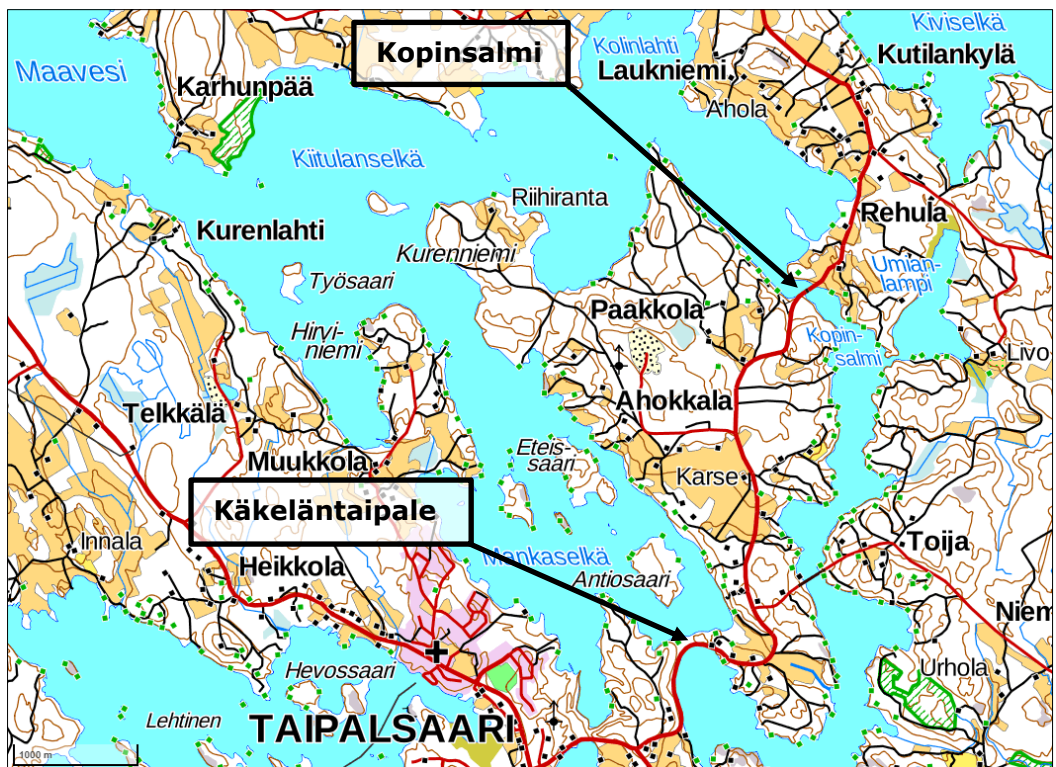 Kiviselkä
Kopinsalmi
Kolinlahti
Kutilankylä
Maavesi
Laukniemi
Karhunpää
Ahola
Kiitulanselkä
Riihiranta
Rehula
Kurenlahti
Kurenniemi
Umian-
lampi
Työsaari
Paakkola
Hirvi-
niemi
Kopin-
salmi
Livo
Telkkälä
Ahokkala
Eteis-
saari
Muukkola
Karse
Käkeläntaipale
Innala
Toija
Mankaselkä
Heikkola
Antiosaari
Niem
Hevossaari
Urhola
Lehtinen
TAIPALSAARI
1000 m